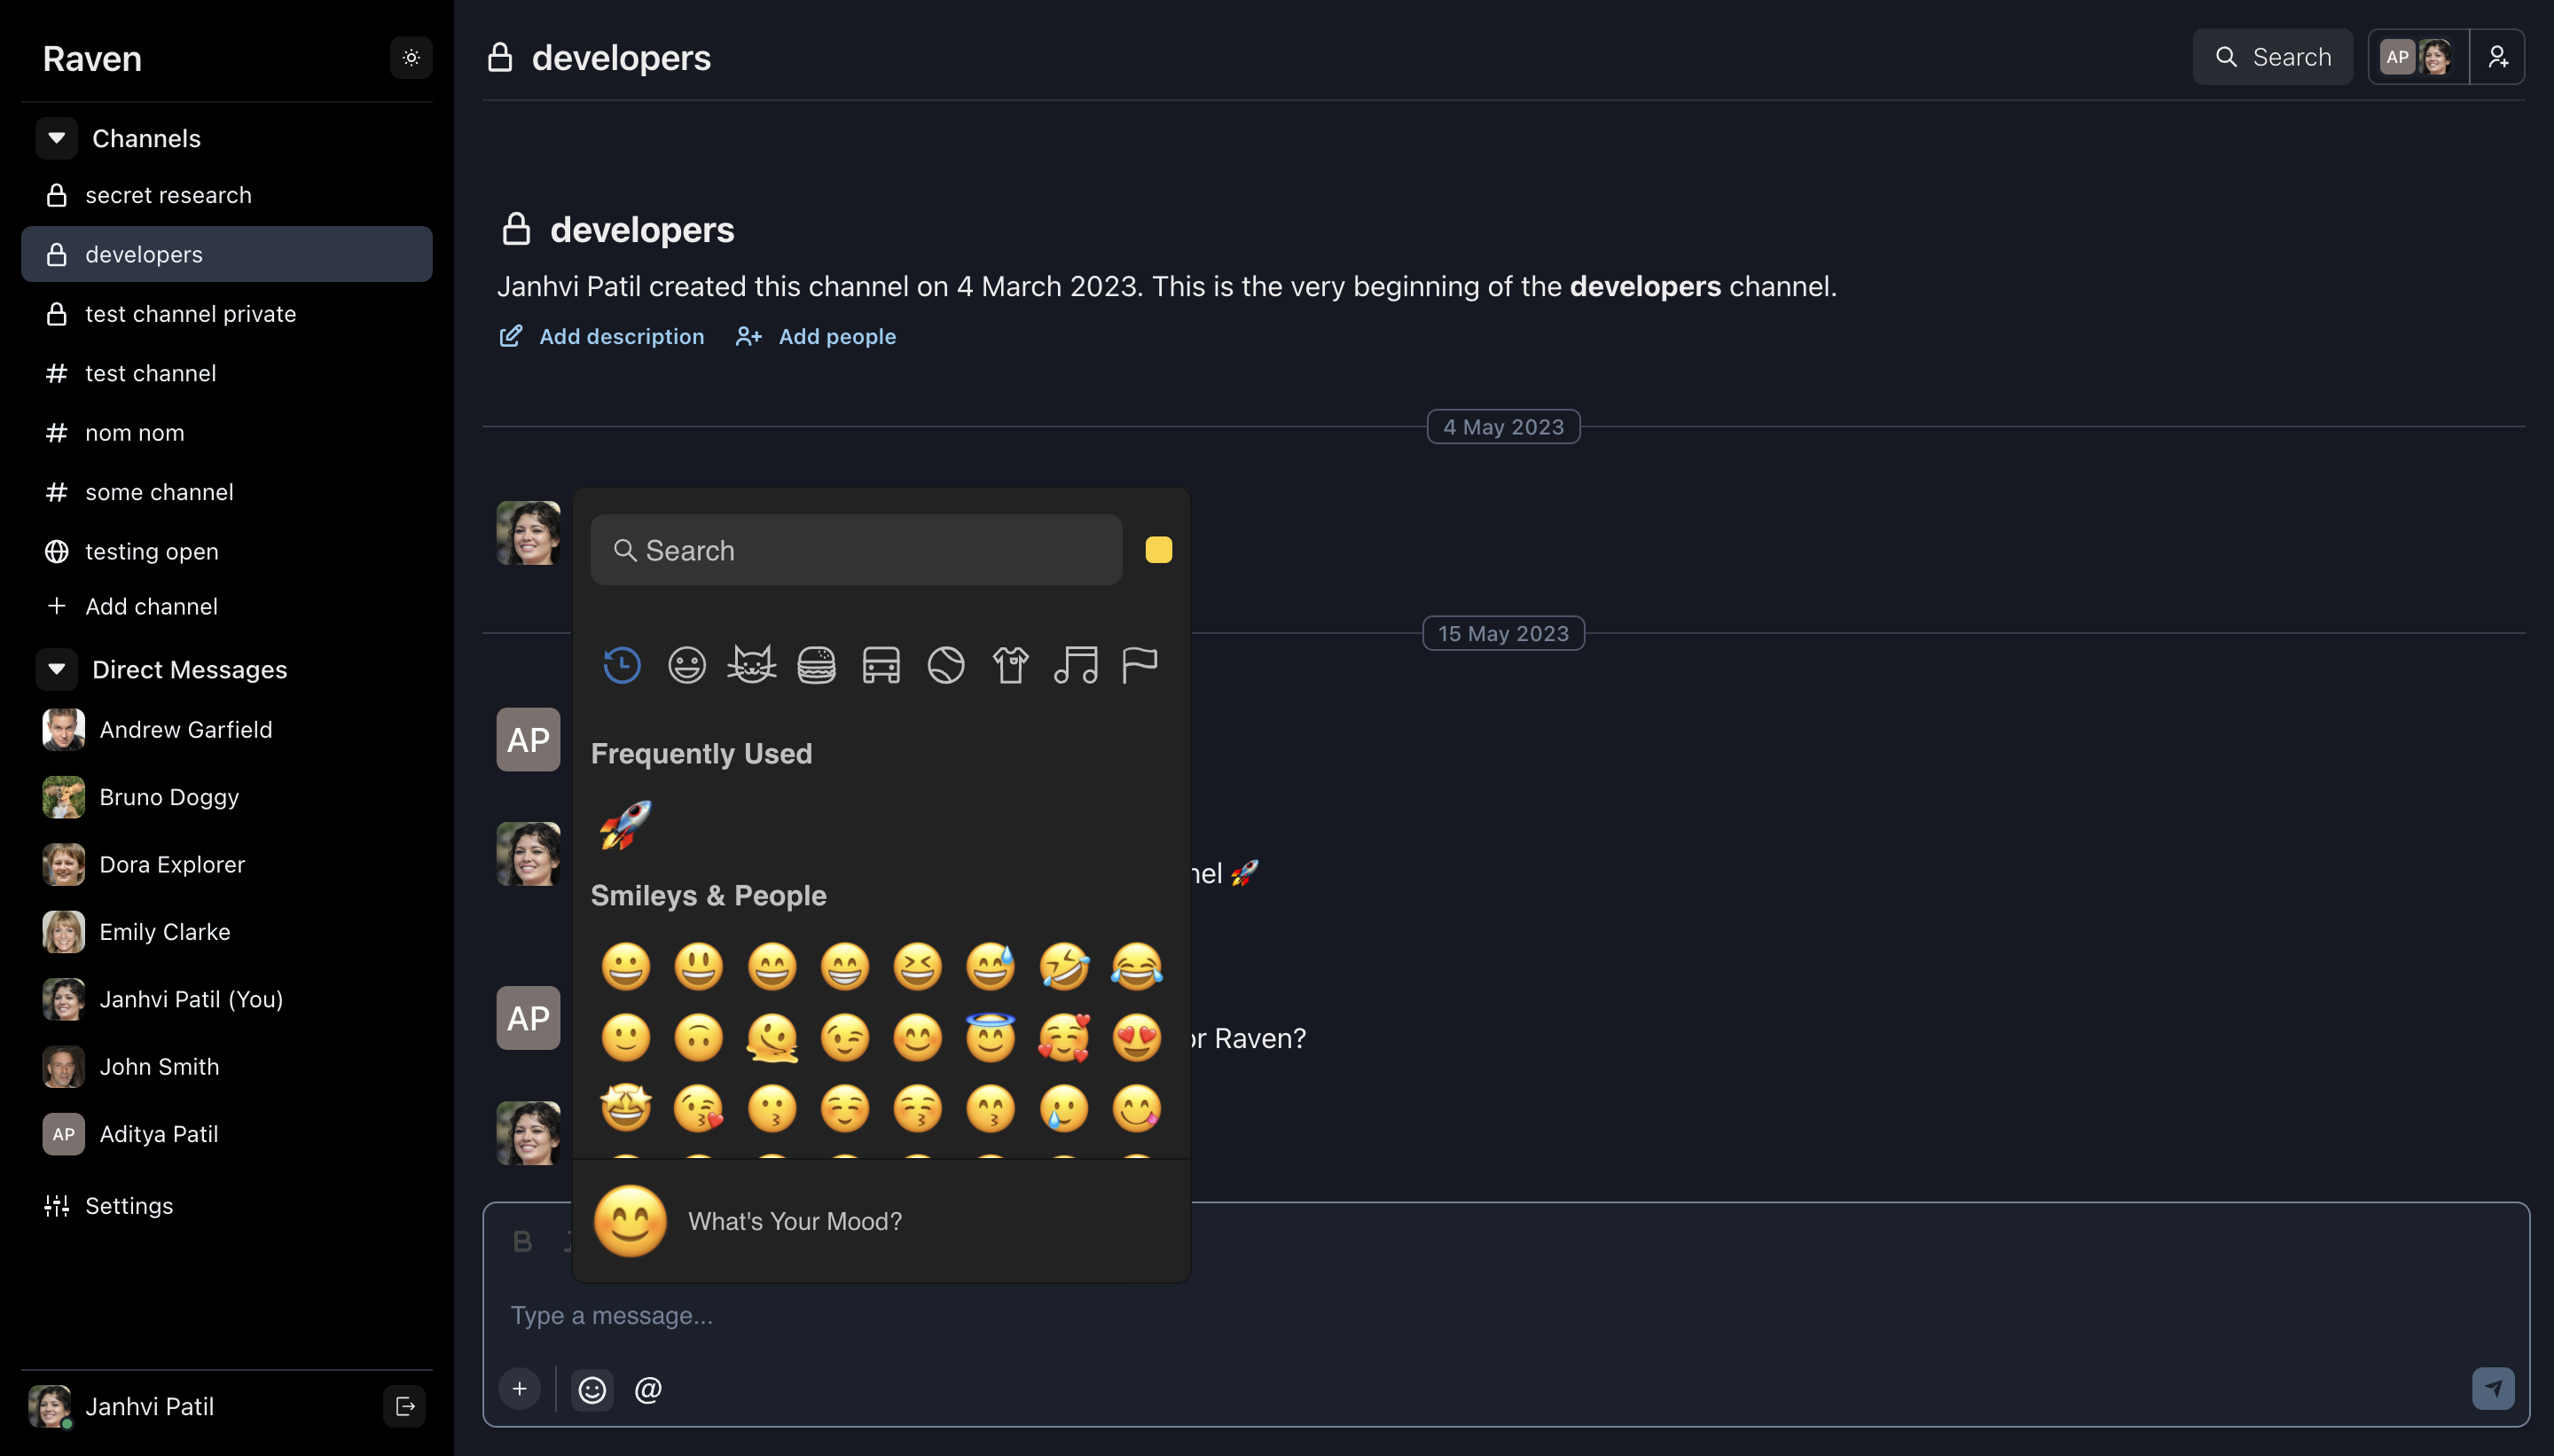 Raven
Channels
secret research
developers
test channel private
# test channel
# nom nom
# some channel
testing open
+ Add channel
Direct Messages
Andrew Garfield
Bruno Doggy
Dora Explorer
Emily Clarke
Janhvi Patil (You)
John Smith
AP Aditya Patil
Settings
Janhvi Patil
developers
Search
AP
developers
Janhvi Patil created this channel on 4 March 2023. This is the very beginning of the developers channel.
Add description Add people
4 May 2023
15 May 2023
AP
🚀
AP
Raven?
Search
Frequently Used
🚀
Smileys & People
😀 😃 😄 😁 😆 😅 🤣 😂
🙂 🙃 🫠 😉 😊 😇 🥰 😍
🤩 😘 😗 ☺️ 😚 😙 🥲 😋
😊 What's Your Mood?
B
Type a message...
+ @